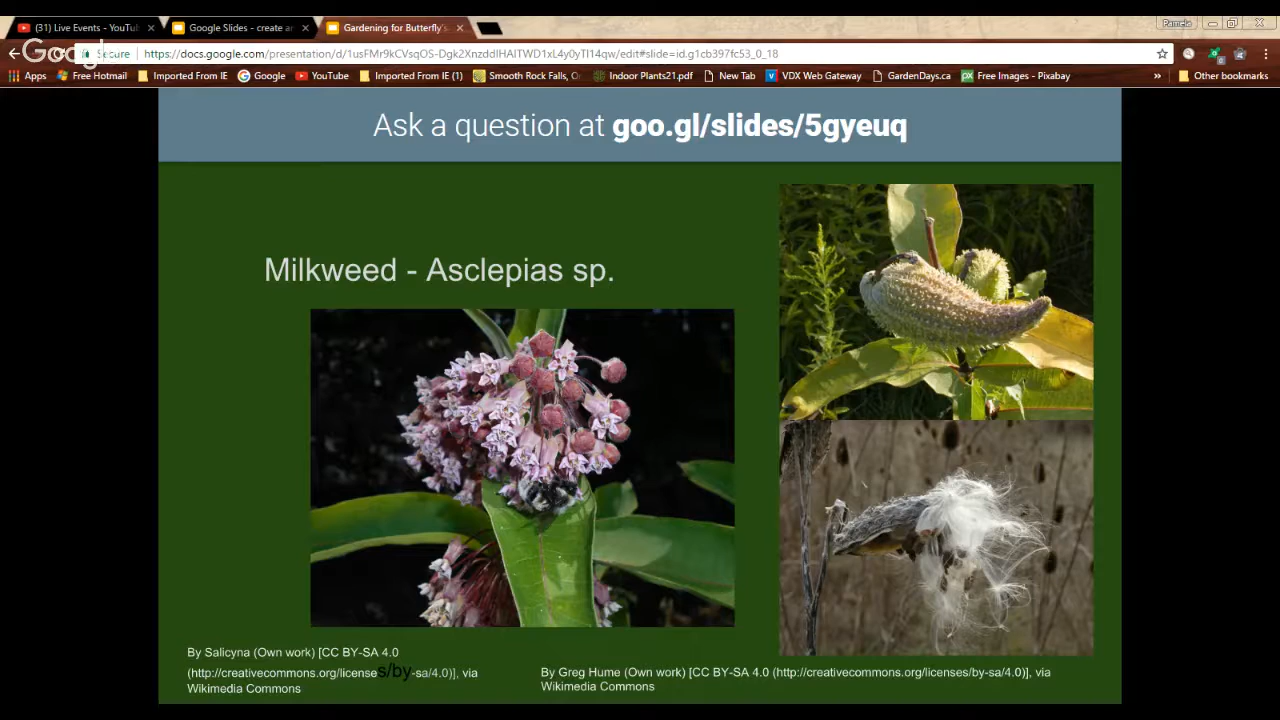 (31) Live Events - YouTu
Google Slides - create ar
Gardening for Butterfly's
Pamela
Secure
https://docs.google.com/presentation/d/1usFMr9kCVsqOS-Dgk2XnzddIHAITWD1xL4y0yTI14qw/edit#slide=id.g1cb397fc53_0_18
Apps
Free Hotmail
Imported From IE
Google
YouTube
Imported From IE (1)
Smooth Rock Falls, O
Indoor Plants21.pdf
New Tab
VDX Web Gateway
GardenDays.ca
Free Images - Pixabay
»
Other bookmarks
Ask a question at goo.gl/slides/5gyeuq
Milkweed - Asclepias sp.
By Salicyna (Own work) [CC BY-SA 4.0
(http://creativecommons.org/licenses/by-sa/4.0)], via
Wikimedia Commons
By Greg Hume (Own work) [CC BY-SA 4.0 (http://creativecommons.org/licenses/by-sa/4.0)], via
Wikimedia Commons